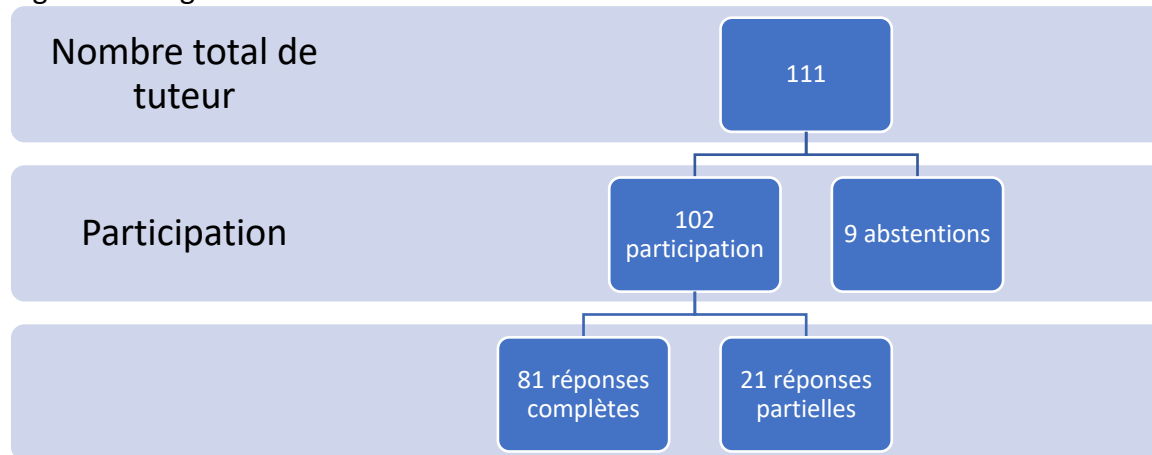 Nombre total de
tuteur
111
Participation
102
participation
9 abstentions
81 réponses
complètes
21 réponses
partielles